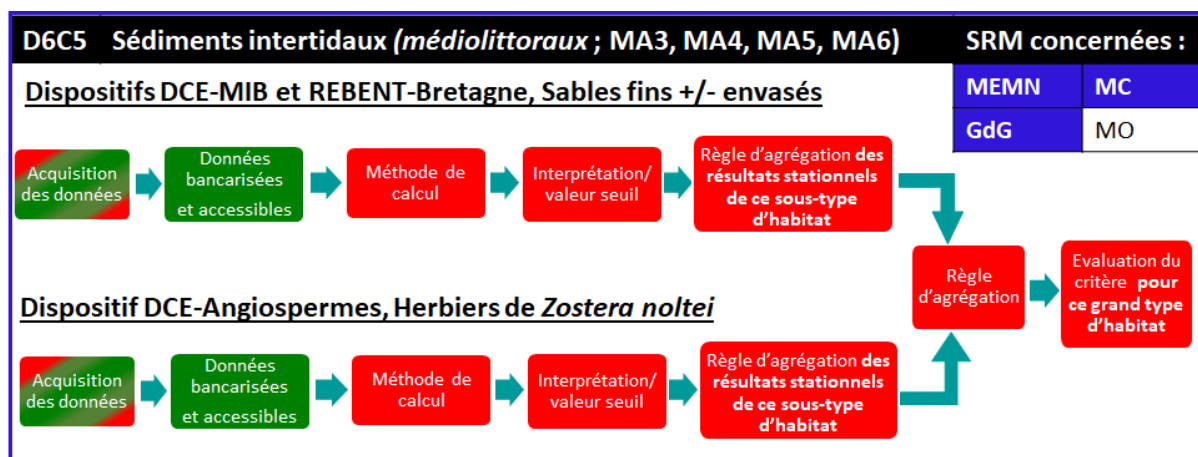 D6C5 Sédiments intertidaux (médiolittoraux ; MA3, MA4, MA5, MA6)
SRM concernées :
MEMN MC
GdG MO
Dispositifs DCE-MIB et REBENT-Bretagne, Sables fins +/- envasés
Acquisition
des données
Données
bancarisées
et accessibles
Méthode de
calcul
Interprétation/
valeur seuil
Règle d'agrégation des
résultats stationnels
de ce sous-type
d'habitat
Règle
d'agrégation
Evaluation du
critère pour
ce grand type
d'habitat
Dispositif DCE-Angiospermes, Herbiers de Zostera noltei
Acquisition
des données
Données
bancarisées
et accessibles
Méthode de
calcul
Interprétation/
valeur seuil
Règle d'agrégation des
résultats stationnels
de ce sous-type
d'habitat